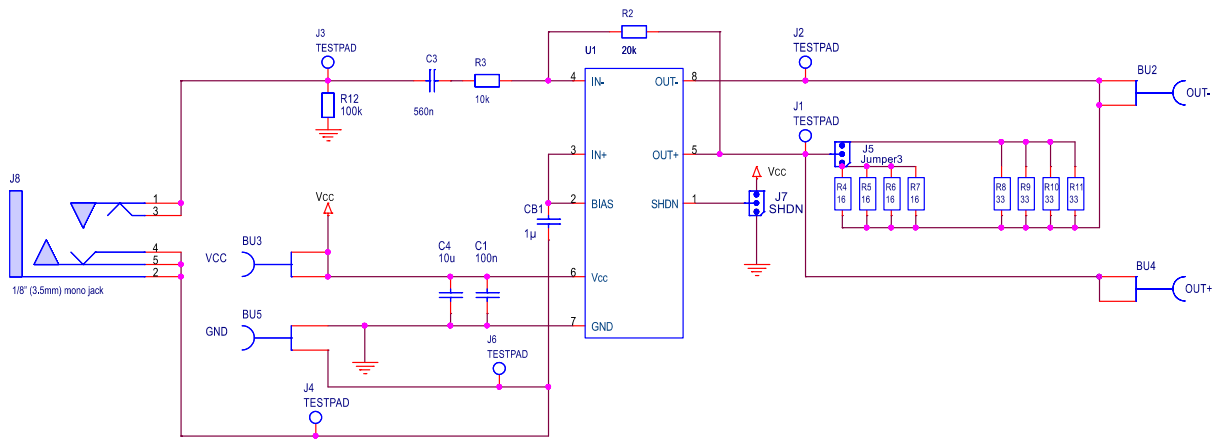 R2
20k
J3
TESTPAD
C3
R3
U1
J2
TESTPAD
4
IN-
OUT-
8
BU2
OUT-
R12
100k
560n
10k
J1
TESTPAD
3
IN+
OUT+
5
J5
Jumper3
J8
Vcc
J7
SHDN
R4
16
R5
16
R6
16
R7
16
R8
33
R9
33
R10
33
R11
33
1
3
Vcc
CB1
1µ
2
BIAS
SHDN
1
4
5
2
BU3
VCC
C4
10u
C1
100n
6
Vcc
BU4
OUT+
1/8" (3.5mm) mono jack
BU5
GND
7
GND
J6
TESTPAD
J4
TESTPAD